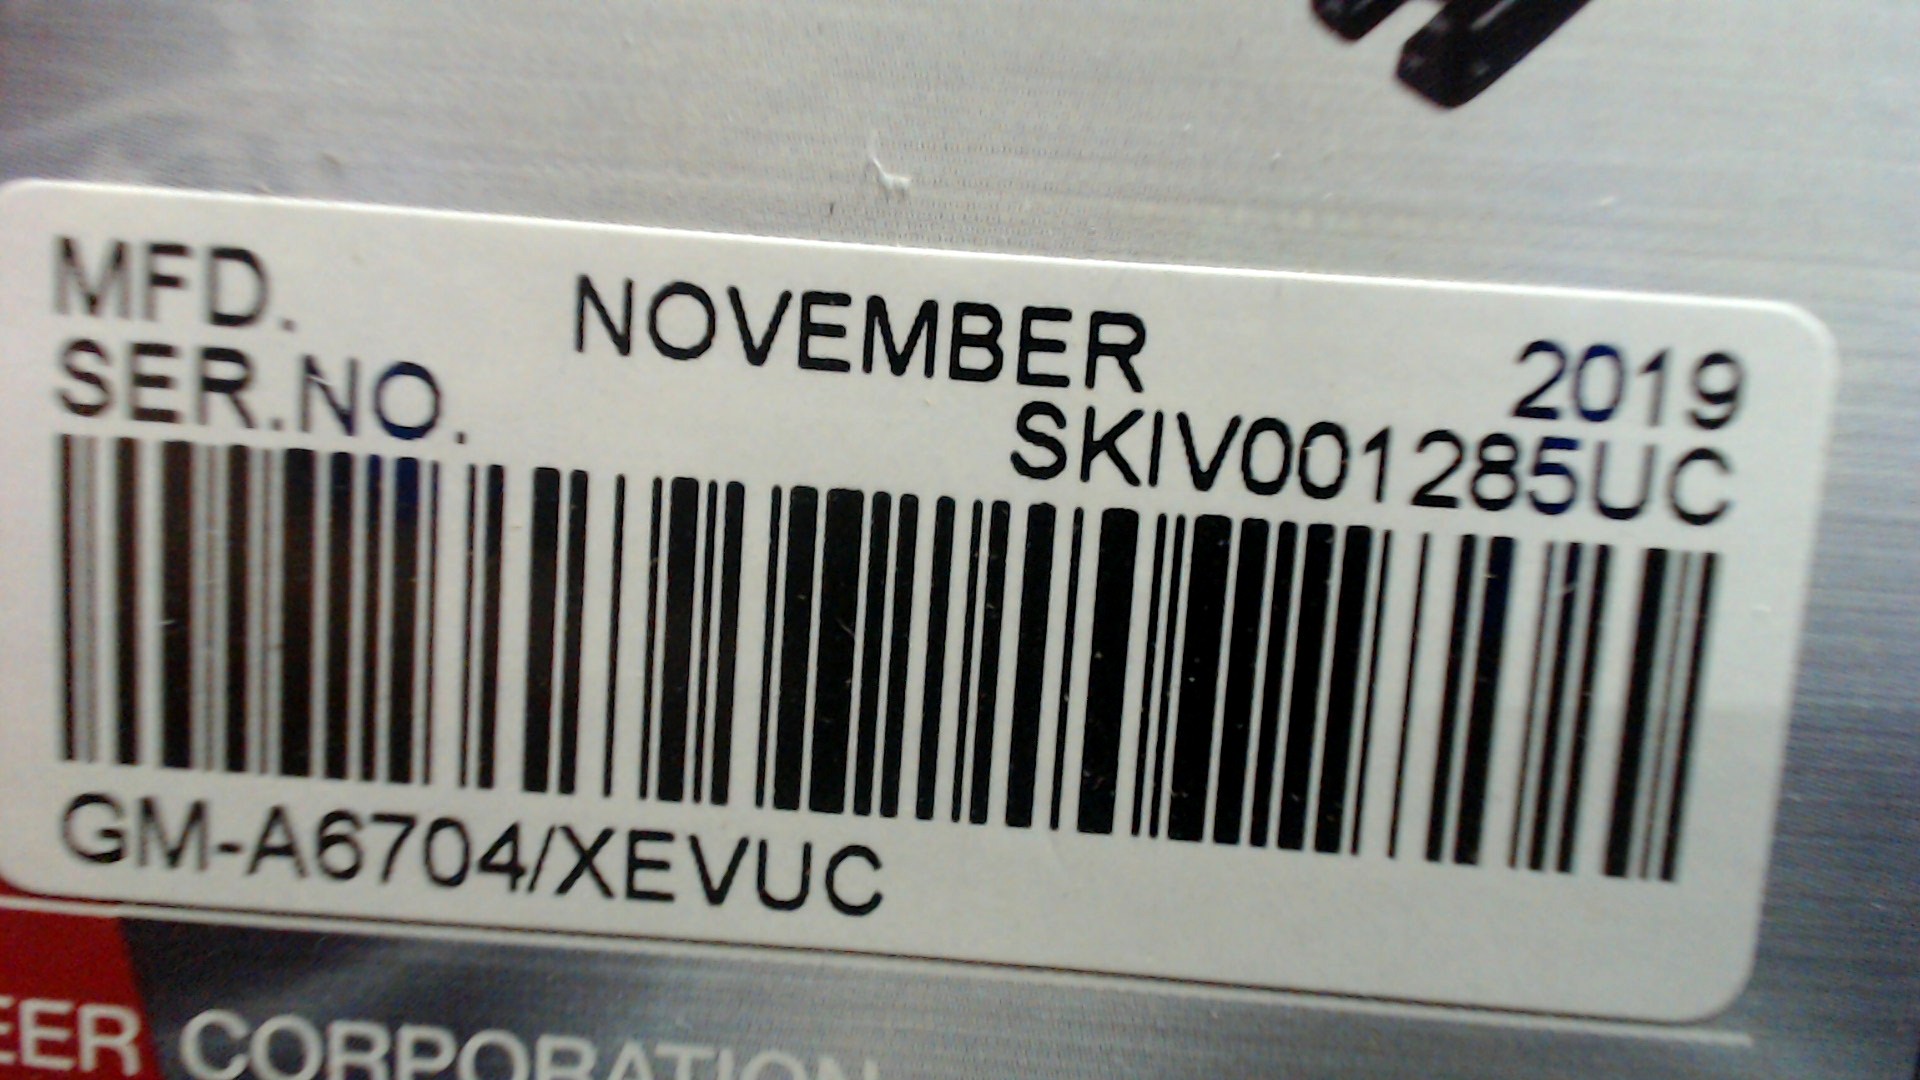 MFD. NOVEMBER 2019
SER.NO. SKIV001285UC
GM-A6704/XEVUC
EER CORPORATION